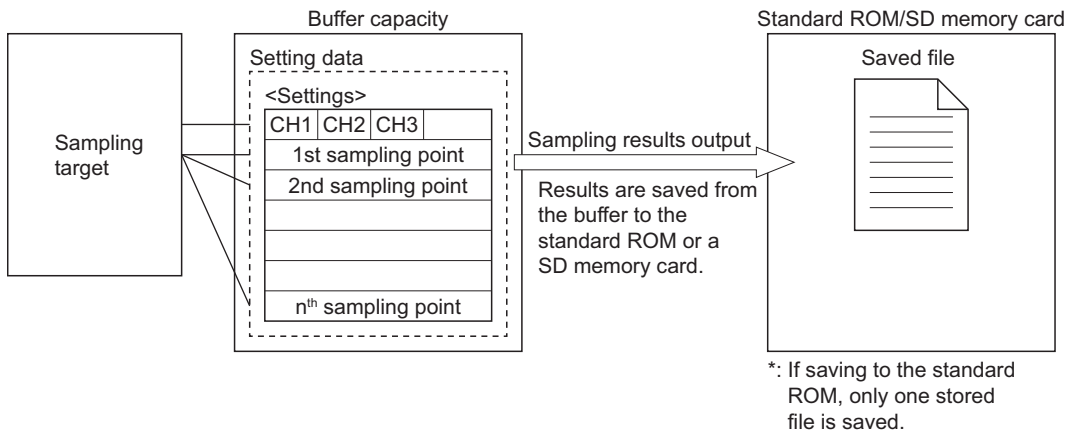 Buffer capacity
Standard ROM/SD memory card
Sampling
target
Setting data
<Settings>
CH1 CH2 CH3
1st sampling point
2nd sampling point
nth sampling point
Sampling results output
Results are saved from
the buffer to the
standard ROM or a
SD memory card.
Saved file
*: If saving to the standard
ROM, only one stored
file is saved.